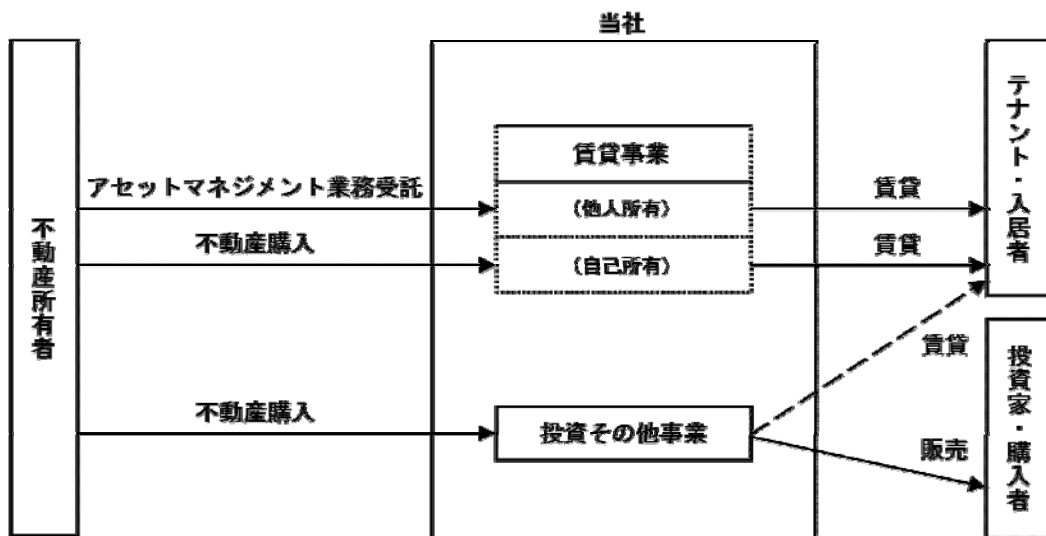 当社
不動産所有者
アセットマネジメント業務受託
不動産購入
不動産購入
賃貸事業
(他人所有)
(自己所有)
投資その他事業
賃貸
賃貸
賃貸
販売
テナント・入居者
投資家・購入者